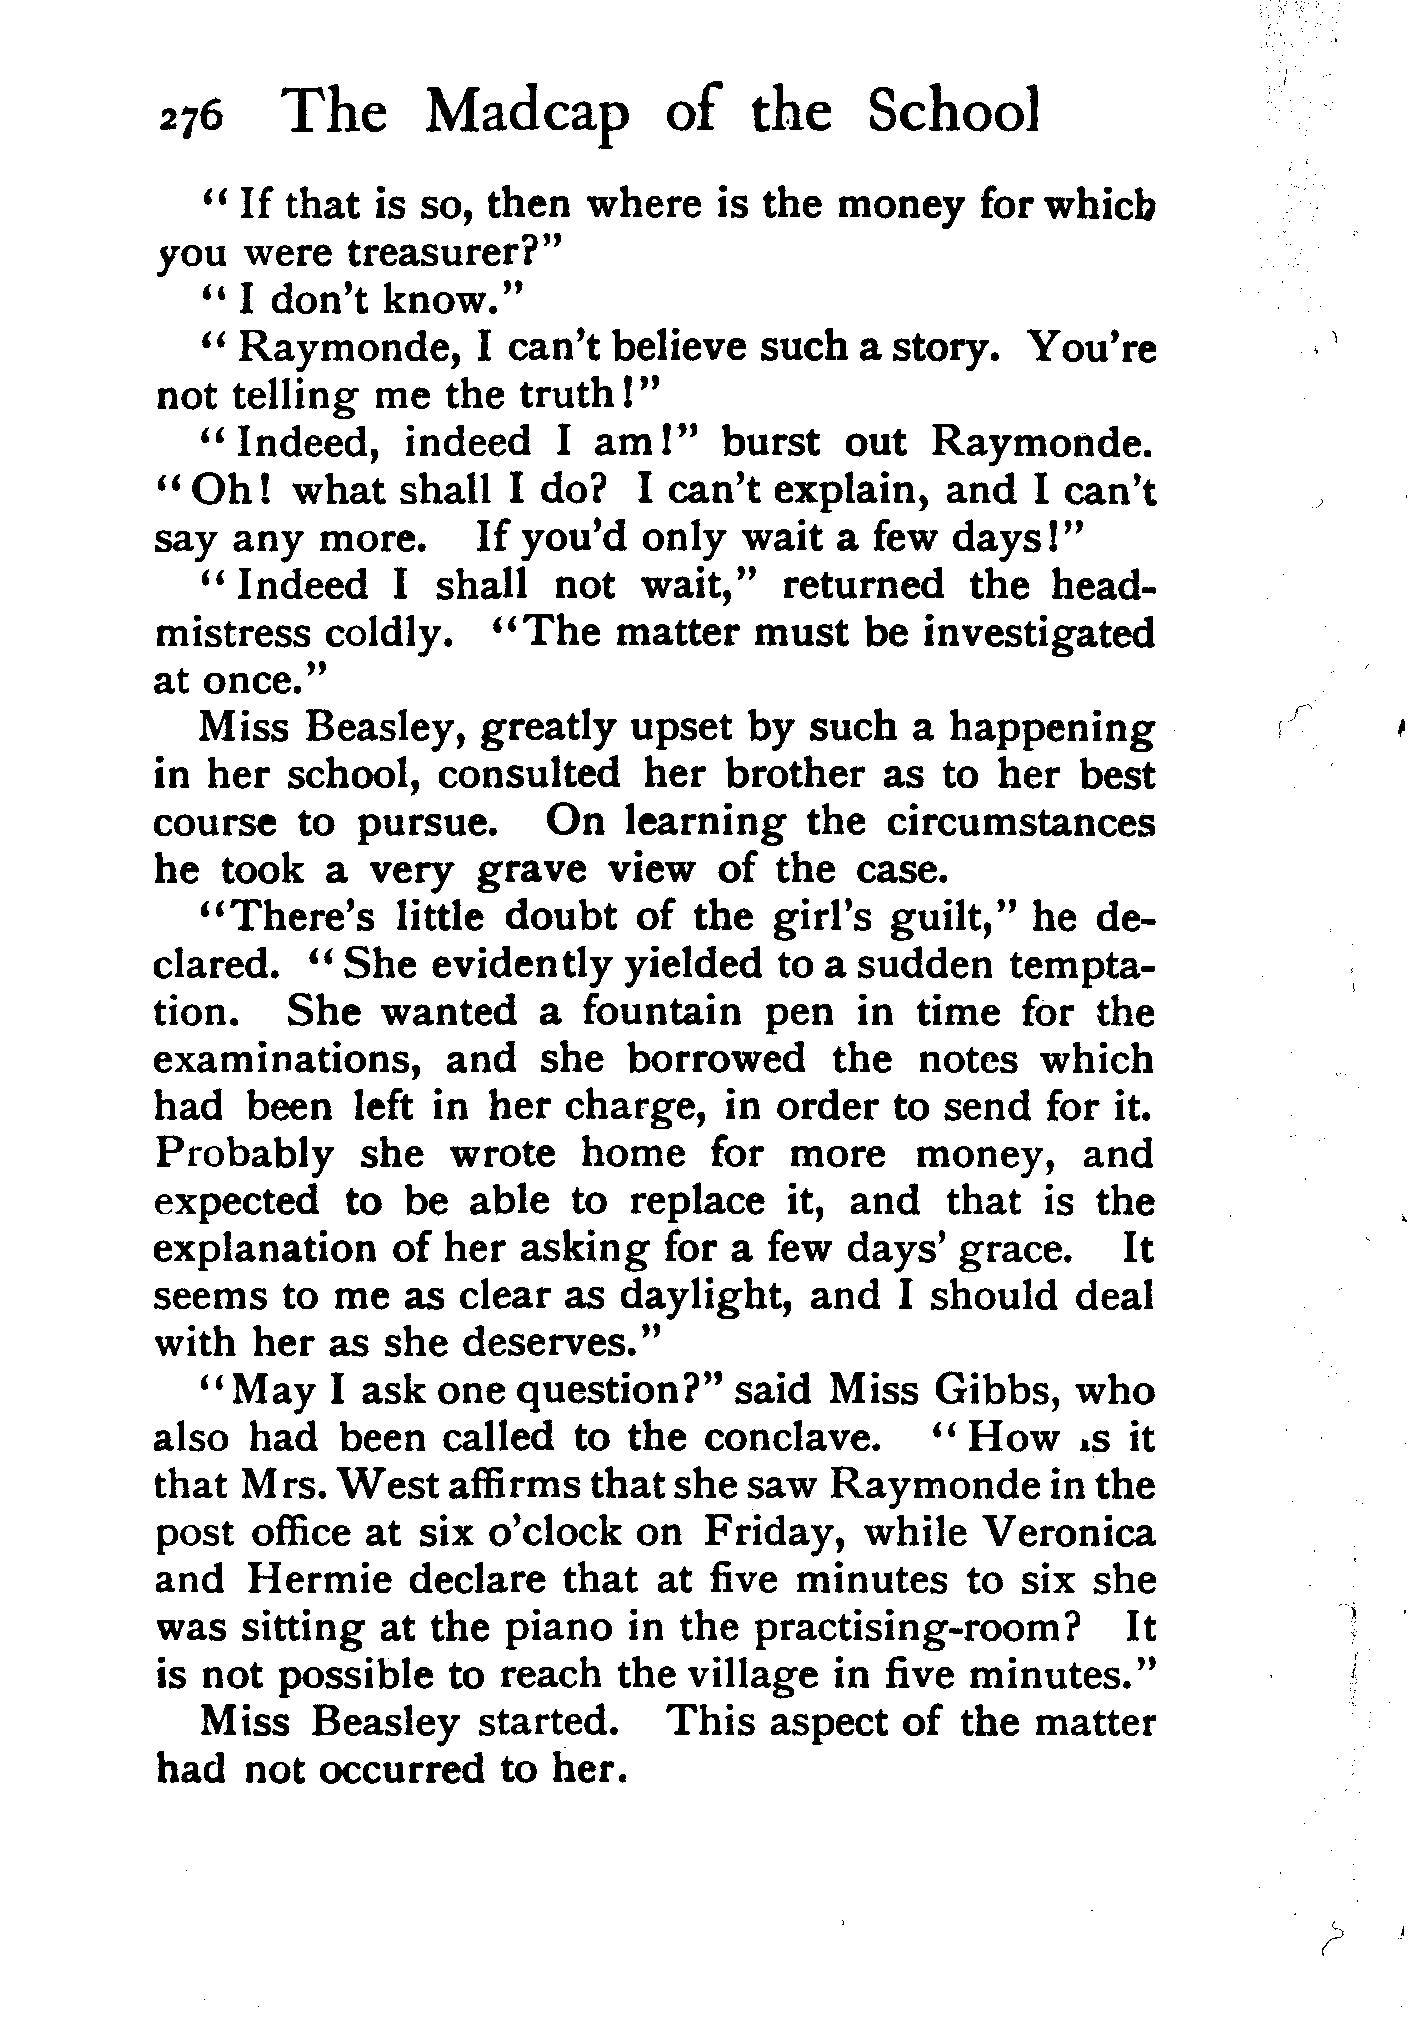 276 The Madcap of the School
“If that is so, then where is the money for which
you were treasurer?”
“I don't know.”
“Raymonde, I can't believe such a story. You're
not telling me the truth!”
“Indeed, indeed I am!” burst out Raymonde.
“Oh! what shall I do? I can't explain, and I can't
say any more. If you'd only wait a few days!”
“Indeed I shall not wait,” returned the head-
mistress coldly. “The matter must be investigated
at once.”
Miss Beasley, greatly upset by such a happening
in her school, consulted her brother as to her best
course to pursue. On learning the circumstances
he took a very grave view of the case.
“There's little doubt of the girl's guilt,” he de-
clared. “She evidently yielded to a sudden tempta-
tion. She wanted a fountain pen in time for the
examinations, and she borrowed the notes which
had been left in her charge, in order to send for it.
Probably she wrote home for more money, and
expected to be able to replace it, and that is the
explanation of her asking for a few days' grace. It
seems to me as clear as daylight, and I should deal
with her as she deserves.”
“May I ask one question?” said Miss Gibbs, who
also had been called to the conclave. “How is it
that Mrs. West affirms that she saw Raymonde in the
post office at six o'clock on Friday, while Veronica
and Hermie declare that at five minutes to six she
was sitting at the piano in the practising-room? It
is not possible to reach the village in five minutes.”
Miss Beasley started. This aspect of the matter
had not occurred to her.